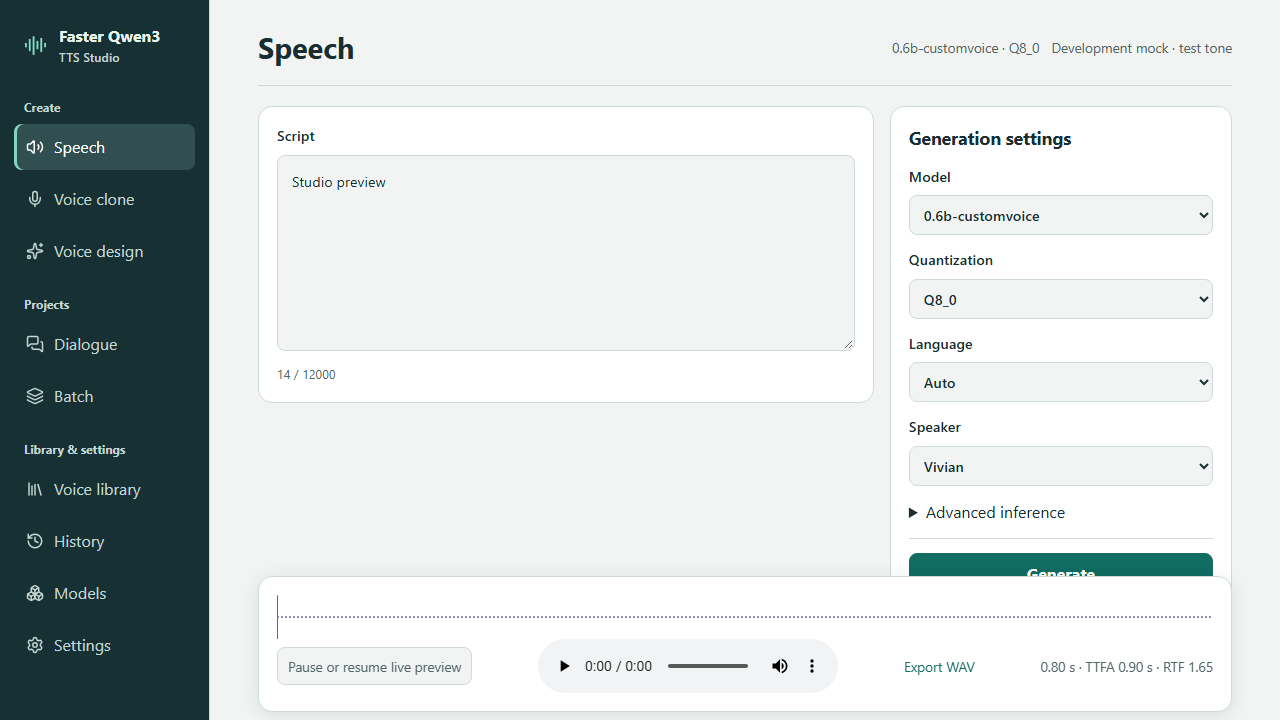 Faster Qwen3
TTS Studio
Create
Speech
Voice clone
Voice design
Projects
Dialogue
Batch
Library & settings
Voice library
History
Models
Settings
Speech
0.6b-customvoice · Q8_0 Development mock · test tone
Script
Studio preview
14 / 12000
Generation settings
Model
0.6b-customvoice
Quantization
Q8_0
Language
Auto
Speaker
Vivian
Advanced inference
Generate
Pause or resume live preview
0:00 / 0:00
Export WAV
0.80 s · TTFA 0.90 s · RTF 1.65